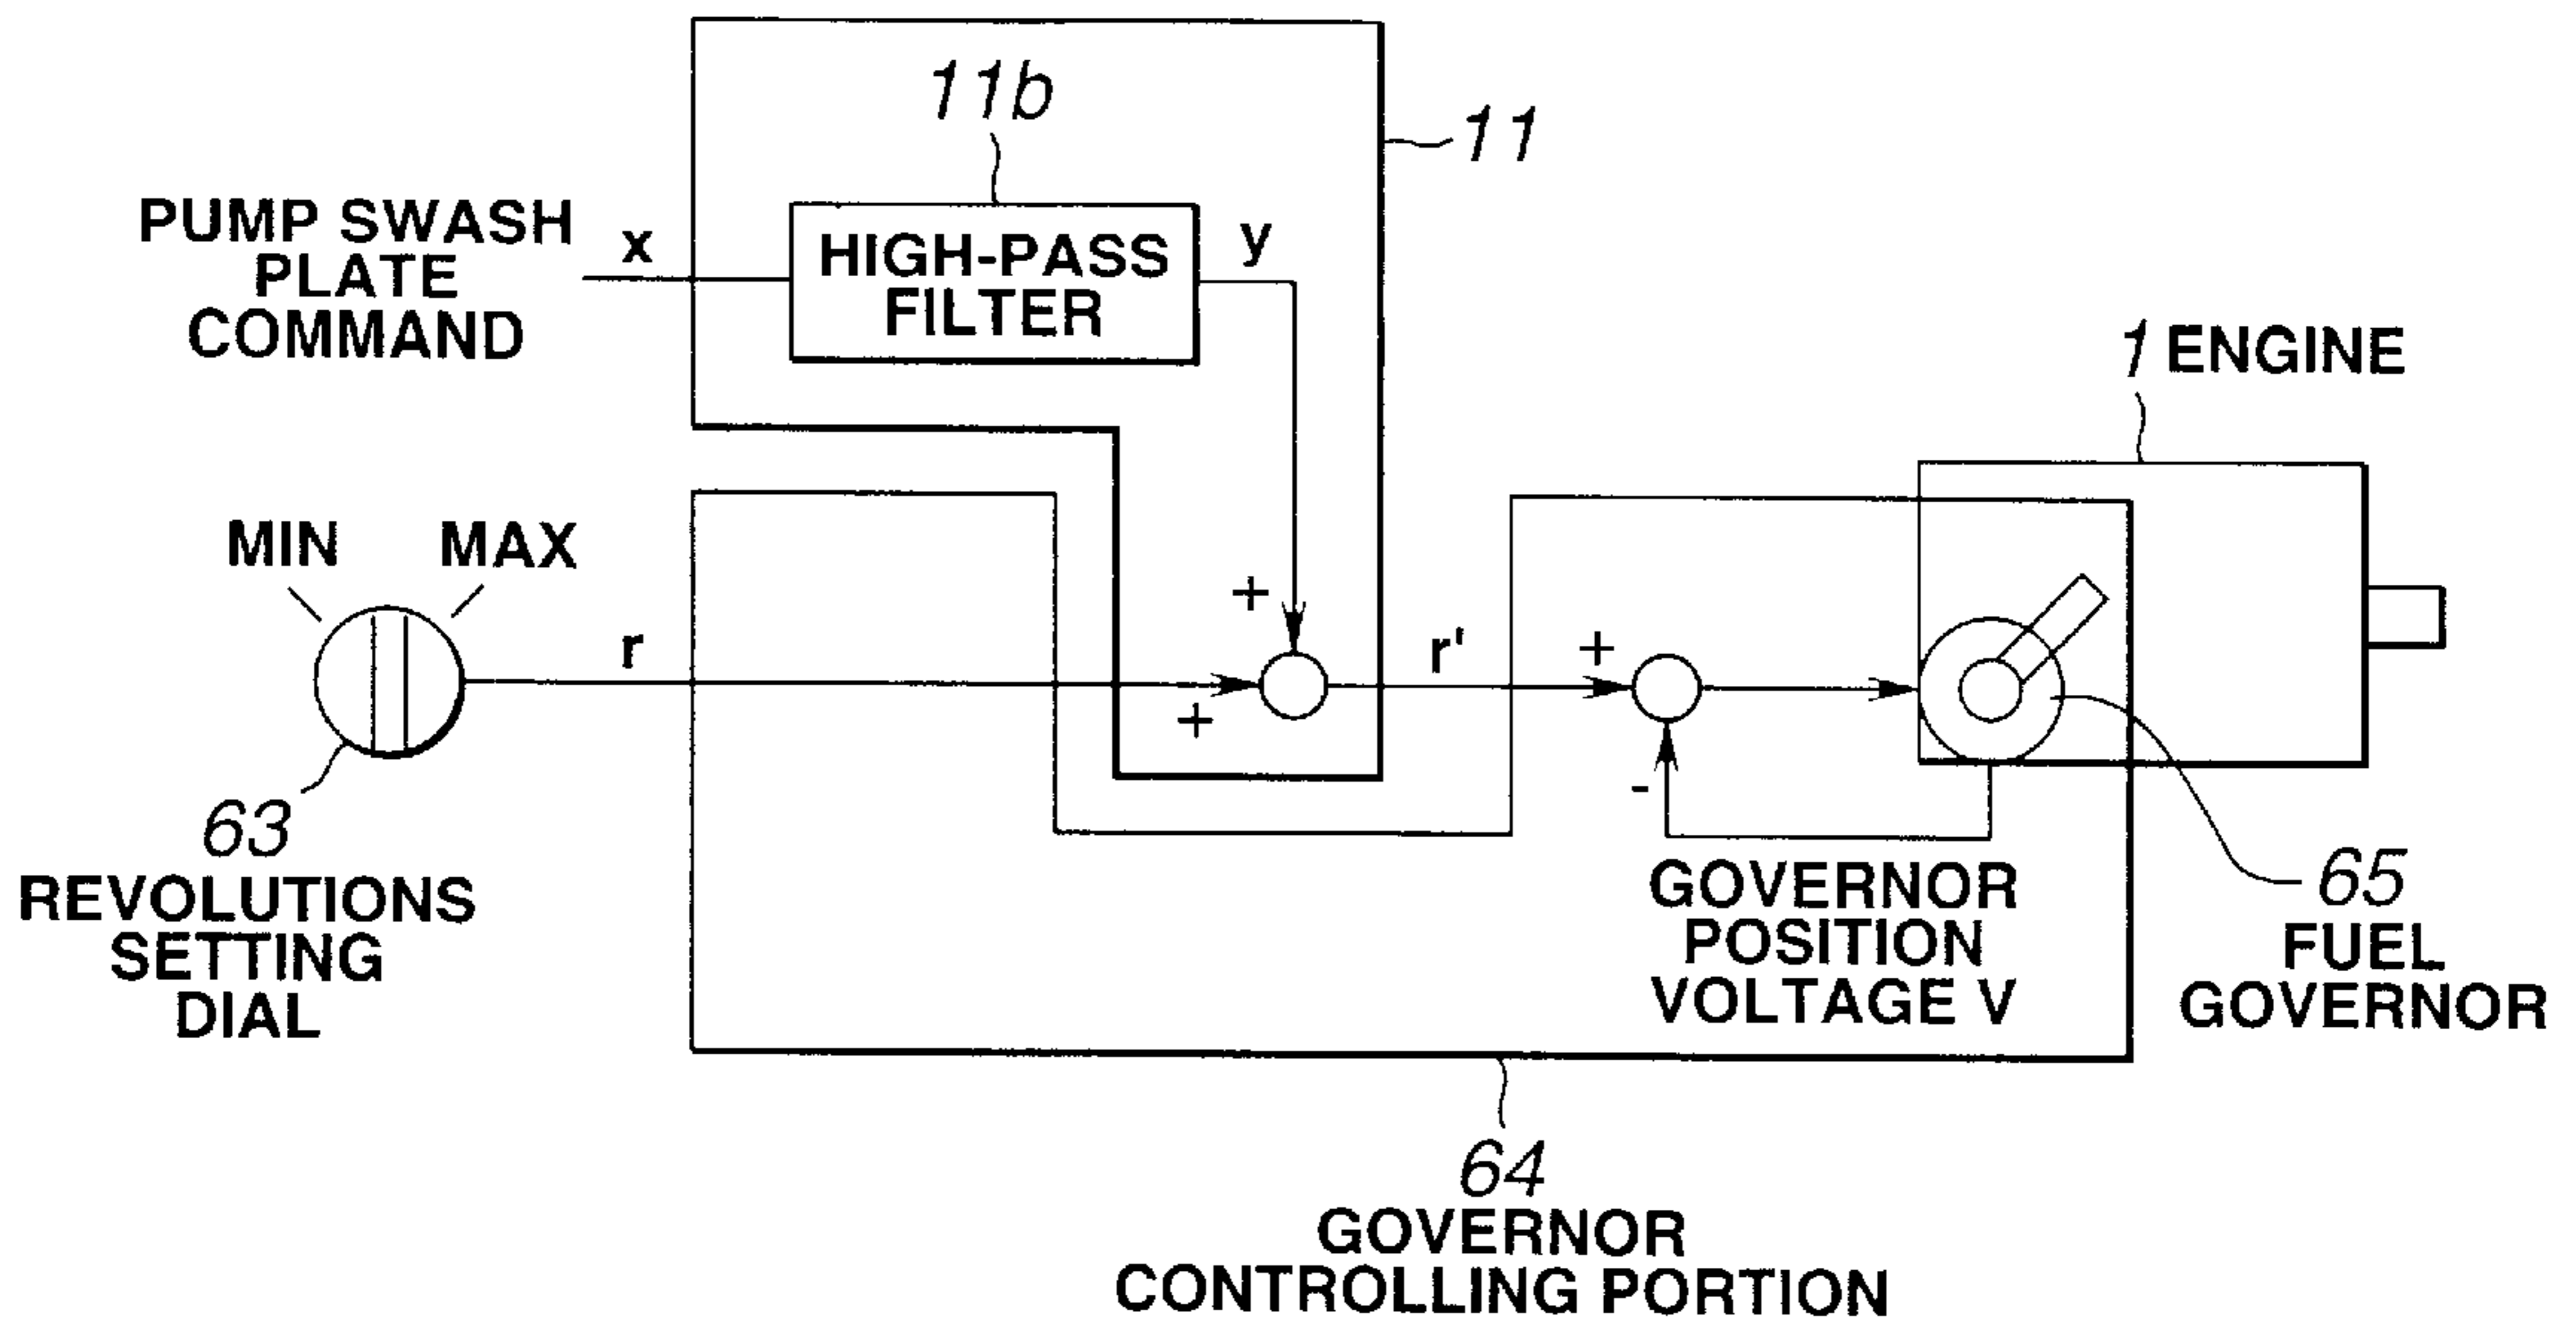 11b
11
PUMP SWASH
PLATE
COMMAND
x
HIGH-PASS
FILTER
y
1 ENGINE
MIN
MAX
r
+
+
r'
+
-
63
REVOLUTIONS
SETTING
DIAL
GOVERNOR
POSITION
VOLTAGE V
65
FUEL
GOVERNOR
64
GOVERNOR
CONTROLLING PORTION